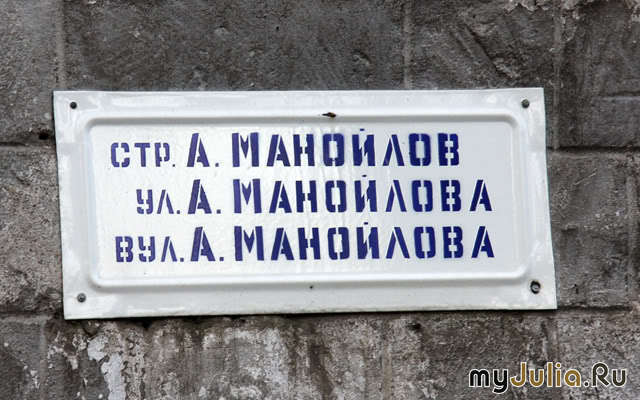 стр. А. Манойлов
ул. А. Манойлова
вул. А. Манойлова
myJulia.Ru